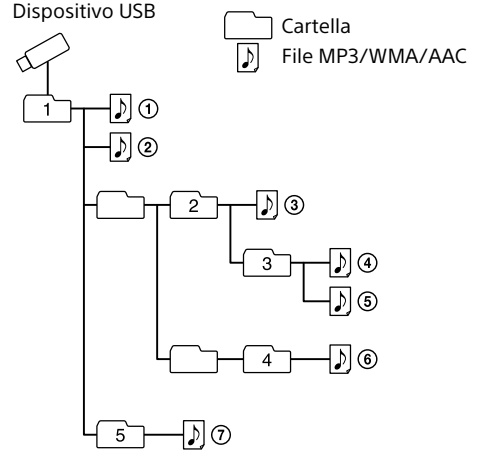 Dispositivo USB
Cartella
File MP3/WMA/AAC
1 ①
②
2 ③
3 ④
⑤
4 ⑥
5 ⑦